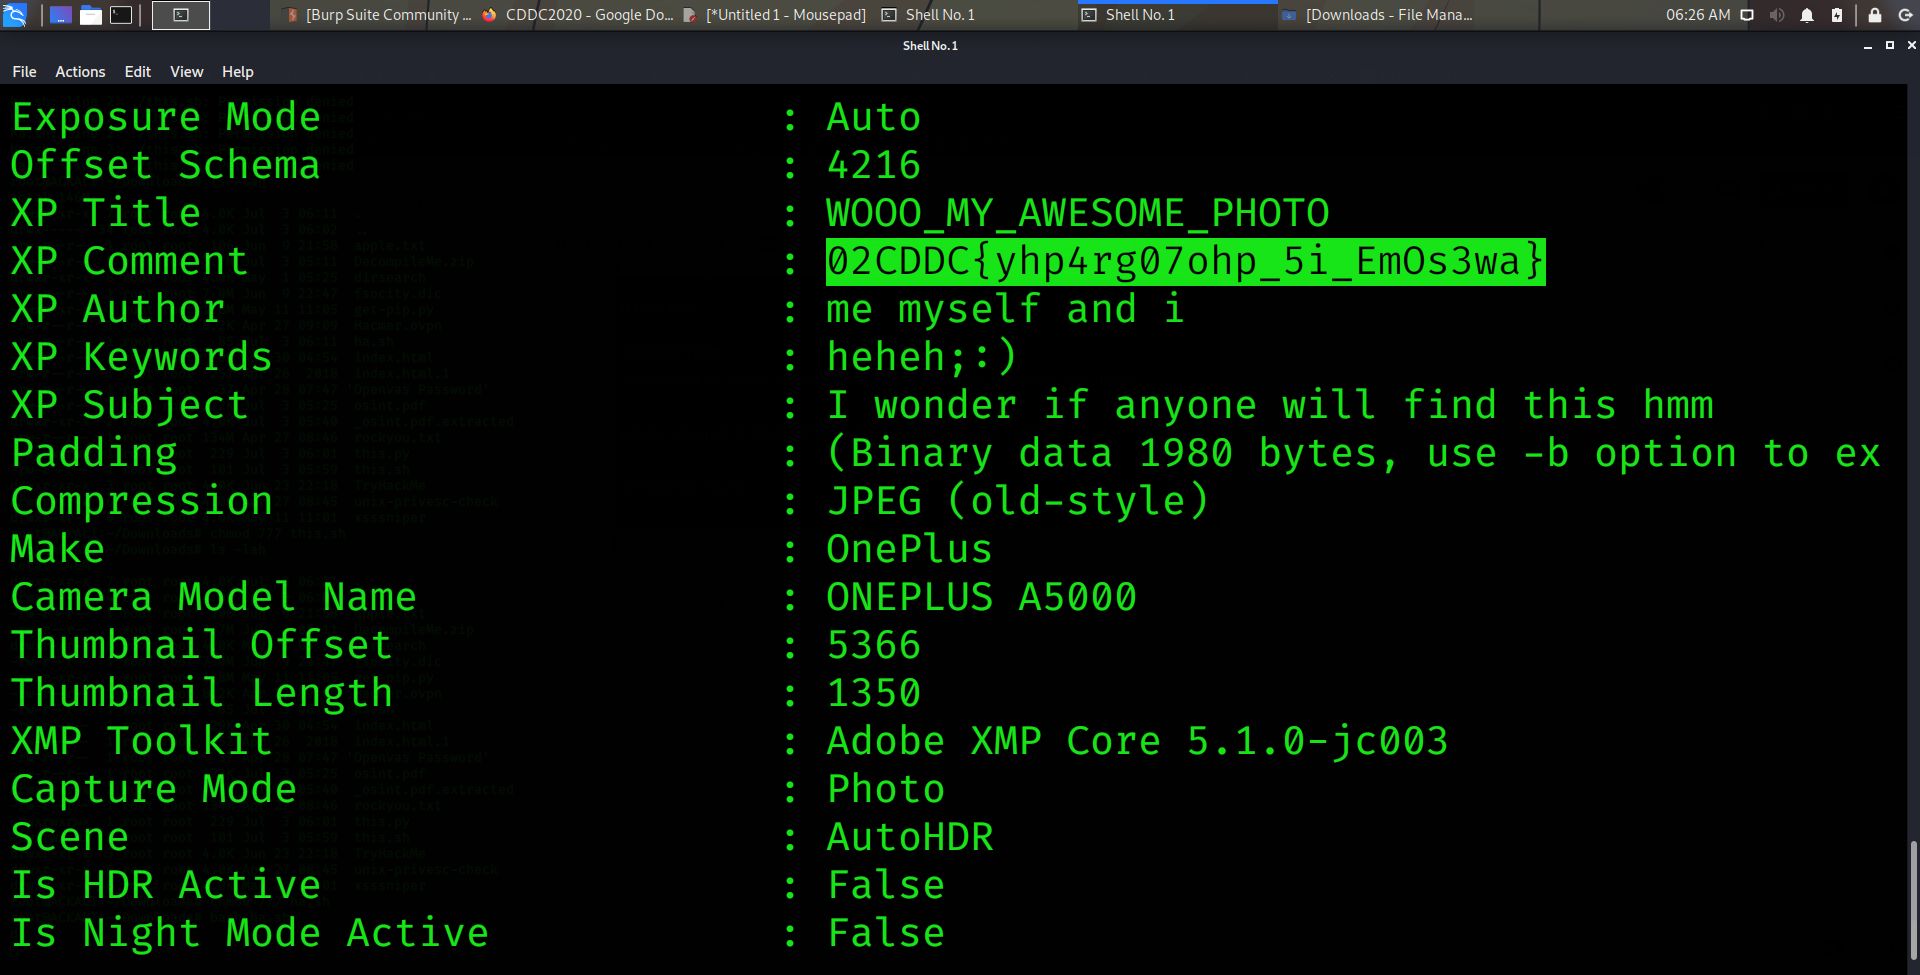 [Burp Suite Community ... CDDC2020 - Google Do... [*Untitled 1 - Mousepad] Shell No. 1 Shell No. 1 [Downloads - File Mana... 06:26 AM
Shell No. 1
File Actions Edit View Help
Exposure Mode : Auto
Offset Schema : 4216
XP Title : WOOO_MY_AWESOME_PHOTO
XP Comment : 02CDDC{yhp4rg07ohp_5i_EmOs3wa}
XP Author : me myself and i
XP Keywords : heheh;:)
XP Subject : I wonder if anyone will find this hmm
Padding : (Binary data 1980 bytes, use -b option to ex
Compression : JPEG (old-style)
Make : OnePlus
Camera Model Name : ONEPLUS A5000
Thumbnail Offset : 5366
Thumbnail Length : 1350
XMP Toolkit : Adobe XMP Core 5.1.0-jc003
Capture Mode : Photo
Scene : AutoHDR
Is HDR Active : False
Is Night Mode Active : False